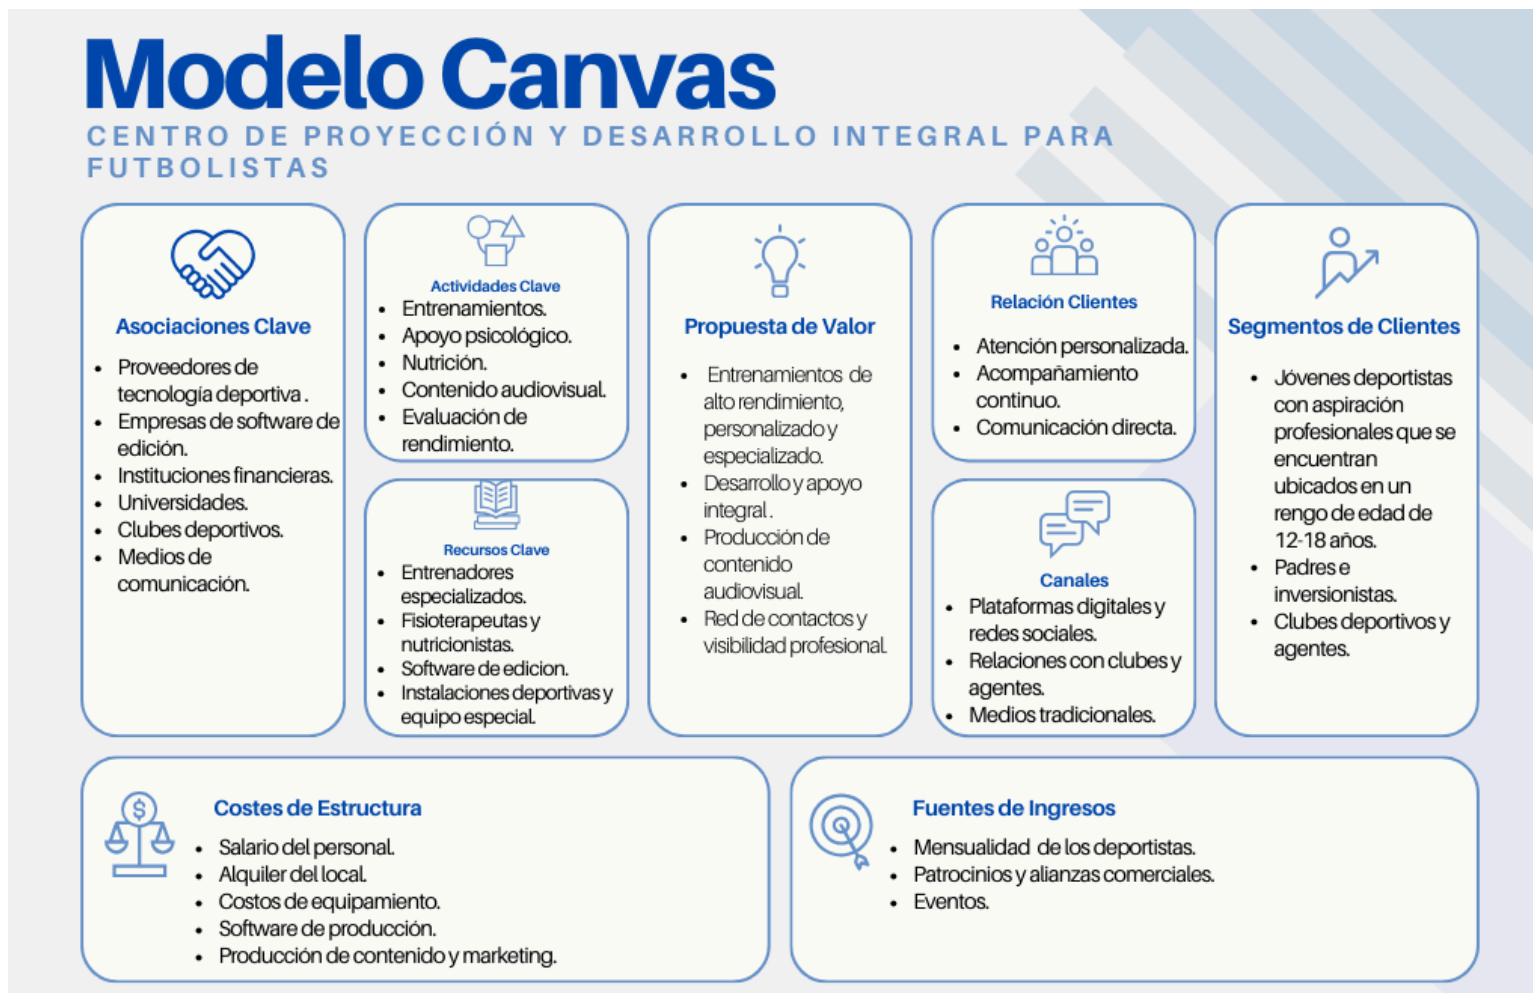 Modelo Canvas
CENTRO DE PROYECCIÓN Y DESARROLLO INTEGRAL PARA
FUTBOLISTAS
Asociaciones Clave
• Proveedores de
tecnología deportiva .
• Empresas de software de
edición.
• Instituciones financieras.
• Universidades.
• Clubes deportivos.
• Medios de
comunicación.
Actividades Clave
• Entrenamientos.
• Apoyo psicológico.
• Nutrición.
• Contenido audiovisual.
• Evaluación de
rendimiento.
Recursos Clave
• Entrenadores
especializados.
• Fisioterapeutas y
nutricionistas.
• Software de edicion.
• Instalaciones deportivas y
equipo especial.
Propuesta de Valor
• Entrenamientos de
alto rendimiento,
personalizado y
especializado.
• Desarrollo y apoyo
integral .
• Producción de
contenido
audiovisual.
• Red de contactos y
visibilidad profesional.
Relación Clientes
• Atención personalizada.
• Acompañamiento
continuo.
• Comunicación directa.
Canales
• Plataformas digitales y
redes sociales.
• Relaciones con clubes y
agentes.
• Medios tradicionales.
Segmentos de Clientes
• Jóvenes deportistas
con aspiración
profesionales que se
encuentran
ubicados en un
rengo de edad de
12-18 años.
• Padres e
inversionistas.
• Clubes deportivos y
agentes.
$
Costes de Estructura
• Salario del personal.
• Alquiler del local.
• Costos de equipamiento.
• Software de producción.
• Producción de contenido y marketing.
Fuentes de Ingresos
• Mensualidad de los deportistas.
• Patrocinios y alianzas comerciales.
• Eventos.